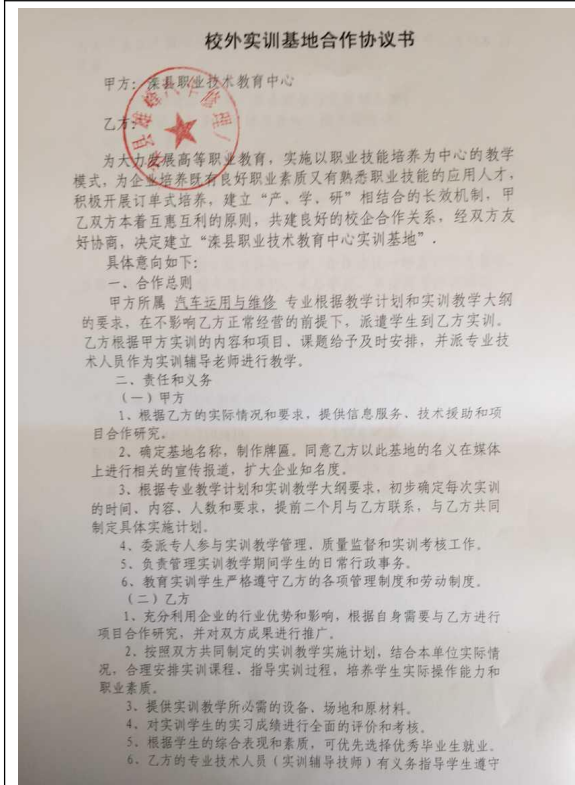 校外实训基地合作协议书
甲方：滦县职业技术教育中心
乙方：
为大力发展高等职业教育，实施以职业技能培养为中心的教学
模式，为企业培养既有良好职业素质又有熟悉职业技能的应用人才，
积极开展订单式培养，建立“产、学、研”相结合的长效机制，甲
乙双方本着互惠互利的原则，共建良好的校企合作关系，经双方友
好协商，决定建立“滦县职业技术教育中心实训基地”．
具体意向如下：
一、合作总则
甲方所属 汽车运用与维修 专业根据教学计划和实训教学大纲
的要求，在不影响乙方正常经营的前提下，派遣学生到乙方实训。
乙方根据甲方实训的内容和项目、课题给予及时安排，并派专业技
术人员作为实训辅导老师进行教学。
二、责任和义务
（一）甲方
1、根据乙方的实际情况和要求，提供信息服务、技术援助和项
目合作研究。
2、确定基地名称，制作牌匾。同意乙方以此基地的名义在媒体
上进行相关的宣传报道，扩大企业知名度。
3、根据专业教学计划和实训教学大纲要求，初步确定每次实训
的时间、内容、人数和要求，提前二个月与乙方联系，与乙方共同
制定具体实施计划。
4、委派专人参与实训教学管理、质量监督和实训考核工作。
5、负责管理实训教学期间学生的日常行政事务。
6、教育实训学生严格遵守乙方的各项管理制度和劳动制度。
（二）乙方
1、充分利用企业的行业优势和影响，根据自身需要与乙方进行
项目合作研究，并对双方成果进行推广。
2、按照双方共同制定的实训教学实施计划，结合本单位实际情
况，合理安排实训课程、指导实训过程，培养学生实际操作能力和
职业素质。
3、提供实训教学所必需的设备、场地和原材料。
4、对实训学生的实习成绩进行全面的评价和考核。
5、根据学生的综合表现和素质，可优先选择优秀毕业生就业。
6、乙方的专业技术人员（实训辅导技师）有义务指导学生遵守